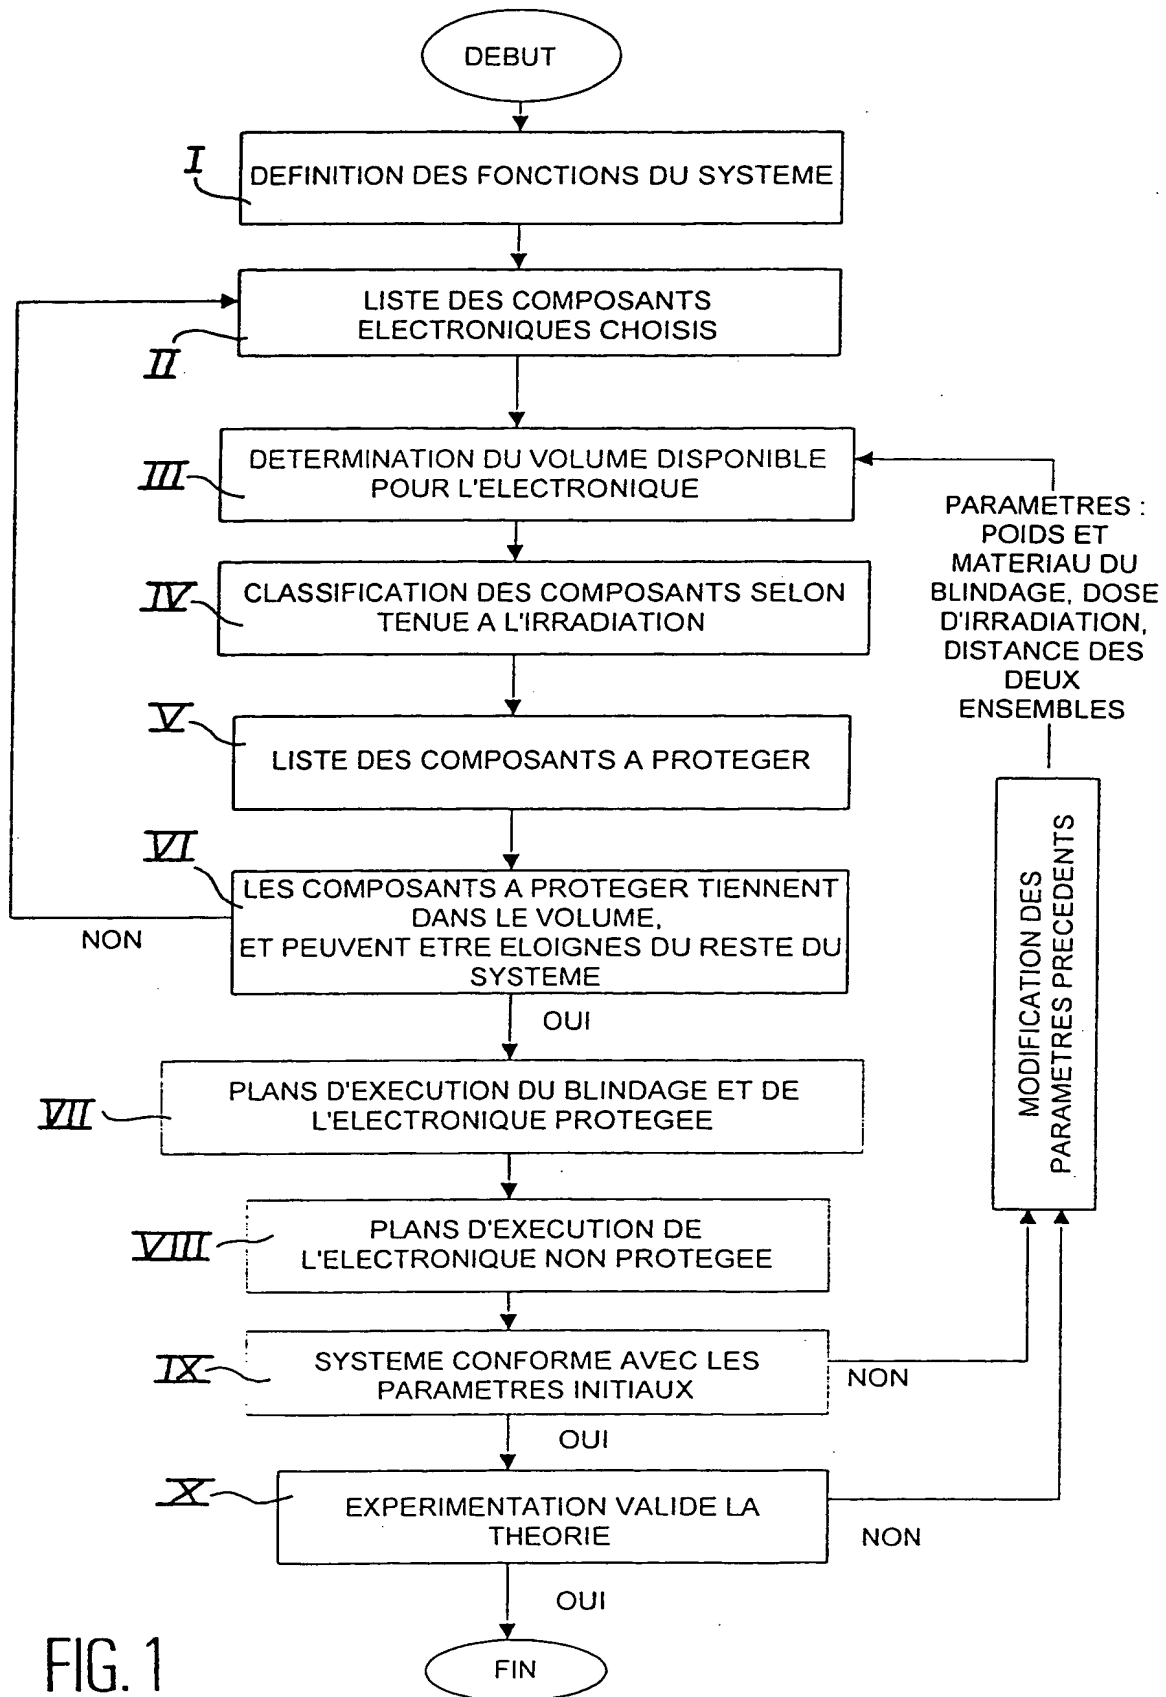 DEBUT
I
DEFINITION DES FONCTIONS DU SYSTEME
LISTE DES COMPOSANTS
ELECTRONIQUES CHOISIS
II
III
DETERMINATION DU VOLUME DISPONIBLE
POUR L'ELECTRONIQUE
PARAMETRES :
POIDS ET
MATERIAU DU
BLINDAGE, DOSE
D'IRRADIATION,
DISTANCE DES
DEUX
ENSEMBLES
IV
CLASSIFICATION DES COMPOSANTS SELON
TENUE A L'IRRADIATION
V
LISTE DES COMPOSANTS A PROTEGER
VI
LES COMPOSANTS A PROTEGER TIENNENT
DANS LE VOLUME,
ET PEUVENT ETRE ELOIGNES DU RESTE DU
SYSTEME
NON
OUI
MODIFICATION DES
PARAMETRES PRECEDENTS
VII
PLANS D'EXECUTION DU BLINDAGE ET DE
L'ELECTRONIQUE PROTEGEE
VIII
PLANS D'EXECUTION DE
L'ELECTRONIQUE NON PROTEGEE
IX
SYSTEME CONFORME AVEC LES
PARAMETRES INITIAUX
NON
OUI
X
EXPERIMENTATION VALIDE LA
THEORIE
NON
OUI
FIN
FIG. 1